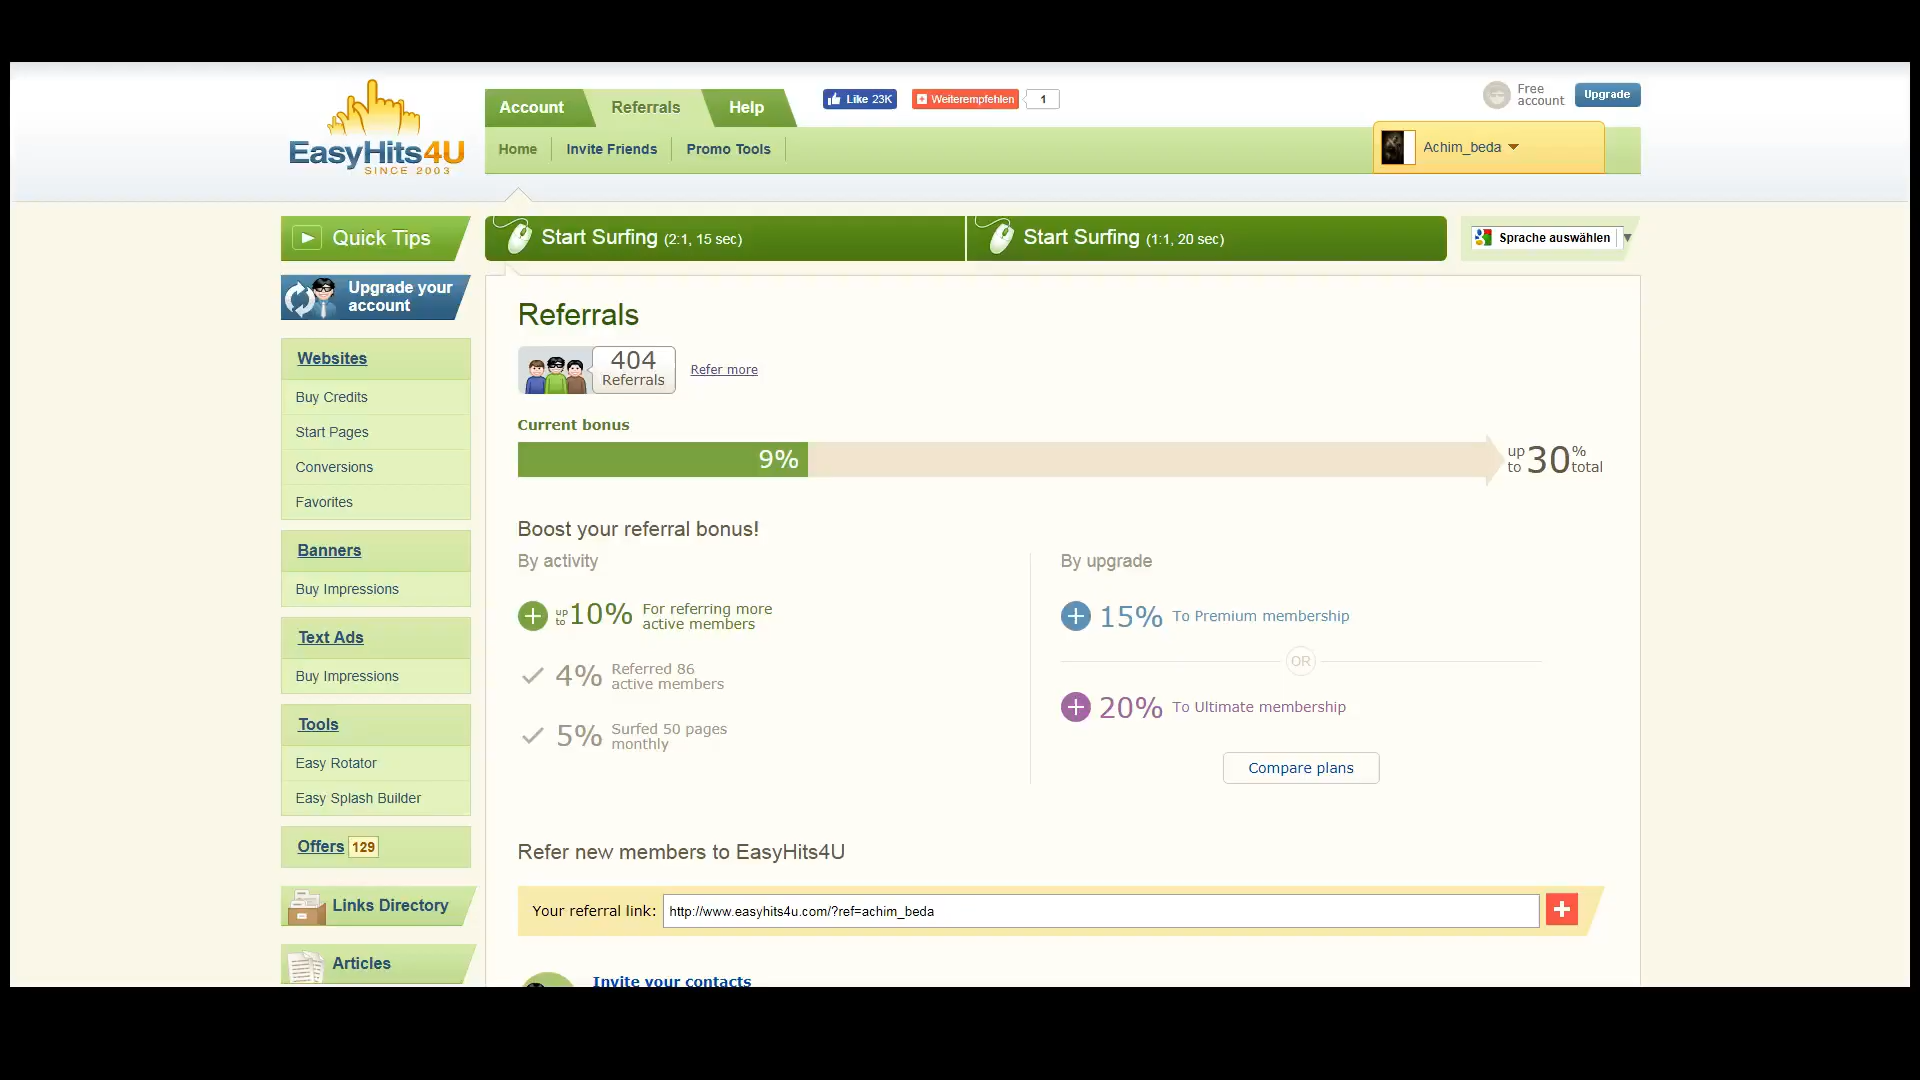 EasyHits4U
SINCE 2003
Account
Referrals
Help
Like 23K
Weiterempfehlen
1
Free
account
Upgrade
Home
Invite Friends
Promo Tools
Achim_beda
Quick Tips
Start Surfing (2:1, 15 sec)
Start Surfing (1:1, 20 sec)
Sprache auswählen
Upgrade your
account
Websites
Buy Credits
Start Pages
Conversions
Favorites
Banners
Buy Impressions
Text Ads
Buy Impressions
Tools
Easy Rotator
Easy Splash Builder
Offers 129
Links Directory
Articles
Referrals
404
Referrals
Refer more
Current bonus
9%
up to 30% total
Boost your referral bonus!
By activity
up to 10% For referring more
active members
4% Referred 86
active members
5% Surfed 50 pages
monthly
By upgrade
15% To Premium membership
OR
20% To Ultimate membership
Compare plans
Refer new members to EasyHits4U
Your referral link: http://www.easyhits4u.com/?ref=achim_beda
Invite your contacts